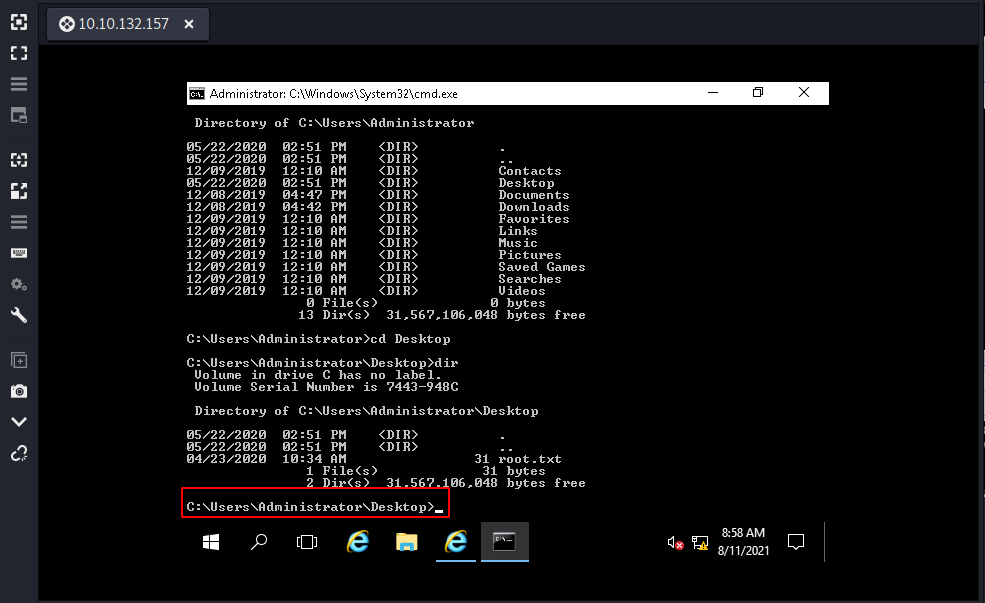 10.10.132.157
Administrator: C:\Windows\System32\cmd.exe
Directory of C:\Users\Administrator
05/22/2020 02:51 PM <DIR> .
05/22/2020 02:51 PM <DIR> ..
12/09/2019 12:10 AM <DIR> Contacts
05/22/2020 02:51 PM <DIR> Desktop
12/08/2019 04:47 PM <DIR> Documents
12/08/2019 04:42 PM <DIR> Downloads
12/09/2019 12:10 AM <DIR> Favorites
12/09/2019 12:10 AM <DIR> Links
12/09/2019 12:10 AM <DIR> Music
12/09/2019 12:10 AM <DIR> Pictures
12/09/2019 12:10 AM <DIR> Saved Games
12/09/2019 12:10 AM <DIR> Searches
12/09/2019 12:10 AM <DIR> Videos
0 File(s) 0 bytes
13 Dir(s) 31,567,106,048 bytes free
C:\Users\Administrator>cd Desktop
C:\Users\Administrator\Desktop>dir
Volume in drive C has no label.
Volume Serial Number is 7443-948C
Directory of C:\Users\Administrator\Desktop
05/22/2020 02:51 PM <DIR> .
05/22/2020 02:51 PM <DIR> ..
04/23/2020 10:34 AM 31 root.txt
1 File(s) 31 bytes
2 Dir(s) 31,567,106,048 bytes free
C:\Users\Administrator\Desktop>_
8:58 AM
8/11/2021